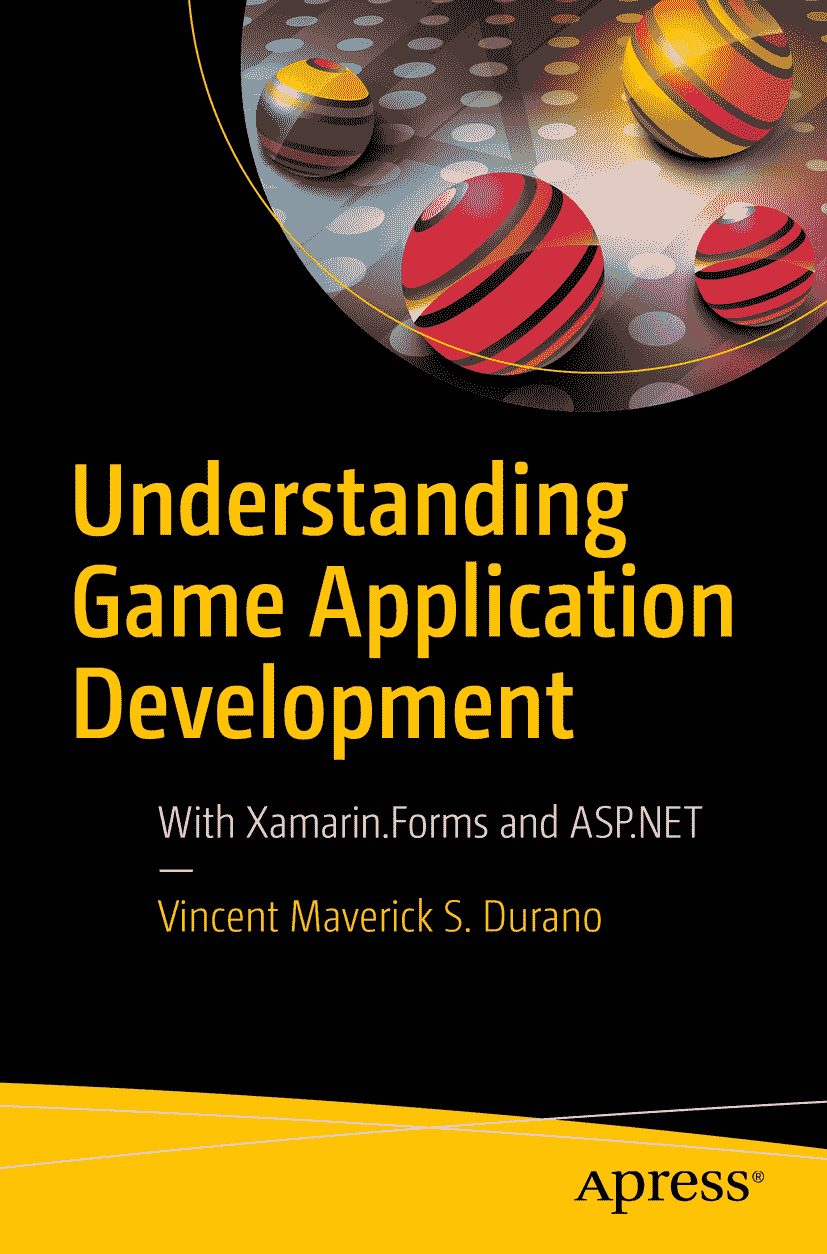 Understanding
Game Application
Development
With Xamarin.Forms and ASP.NET
—
Vincent Maverick S. Durano
Apress®